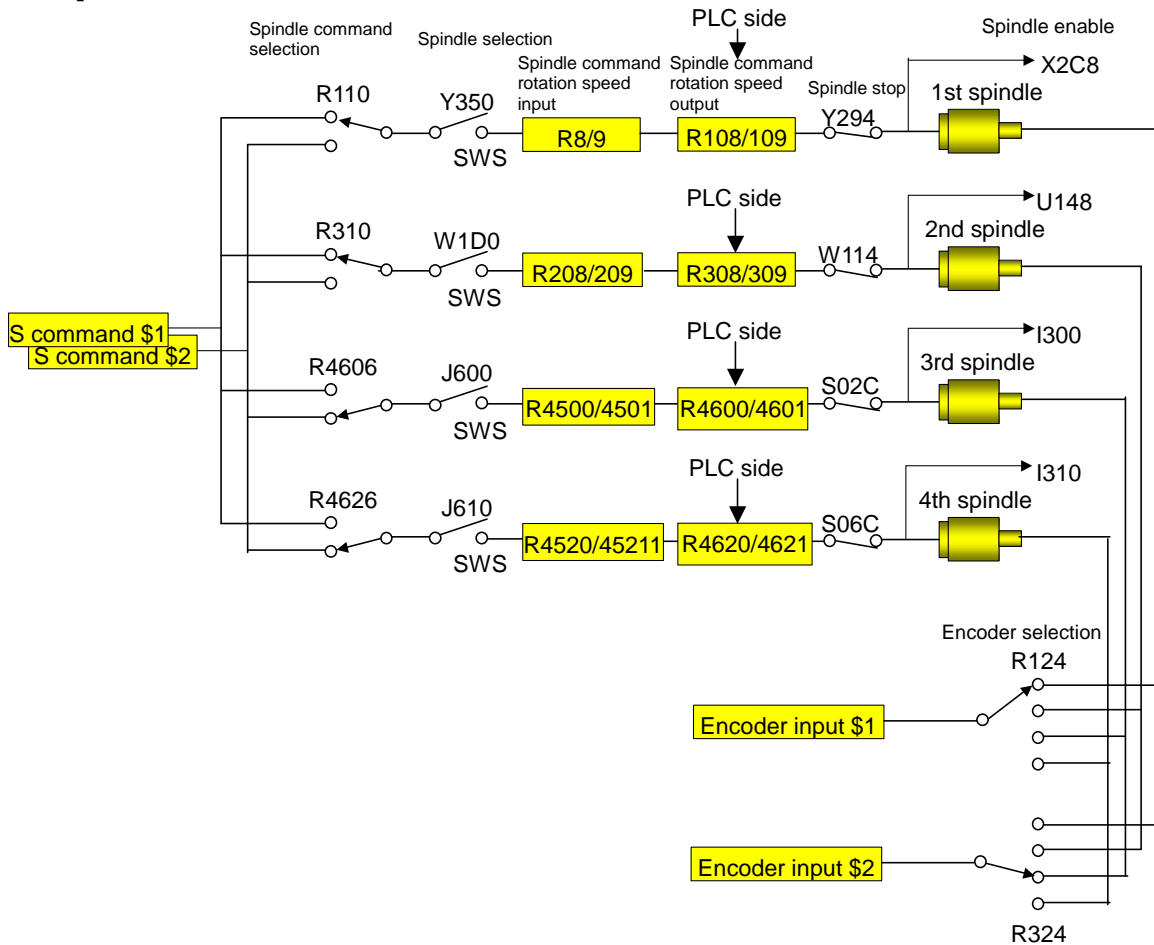 PLC side
Spindle enable
Spindle command
selection
Spindle selection
Spindle command
rotation speed
input
Spindle command
rotation speed
output
Spindle stop
X2C8
R110
Y350
Y294
1st spindle
R8/9
R108/109
SWS
PLC side
U148
R310
W1D0
W114
2nd spindle
R208/209
R308/309
SWS
S command $1
S command $2
PLC side
I300
R4606
J600
S02C
3rd spindle
R4500/4501
R4600/4601
SWS
PLC side
I310
R4626
J610
S06C
4th spindle
R4520/45211
R4620/4621
SWS
Encoder selection
R124
Encoder input $1
Encoder input $2
R324